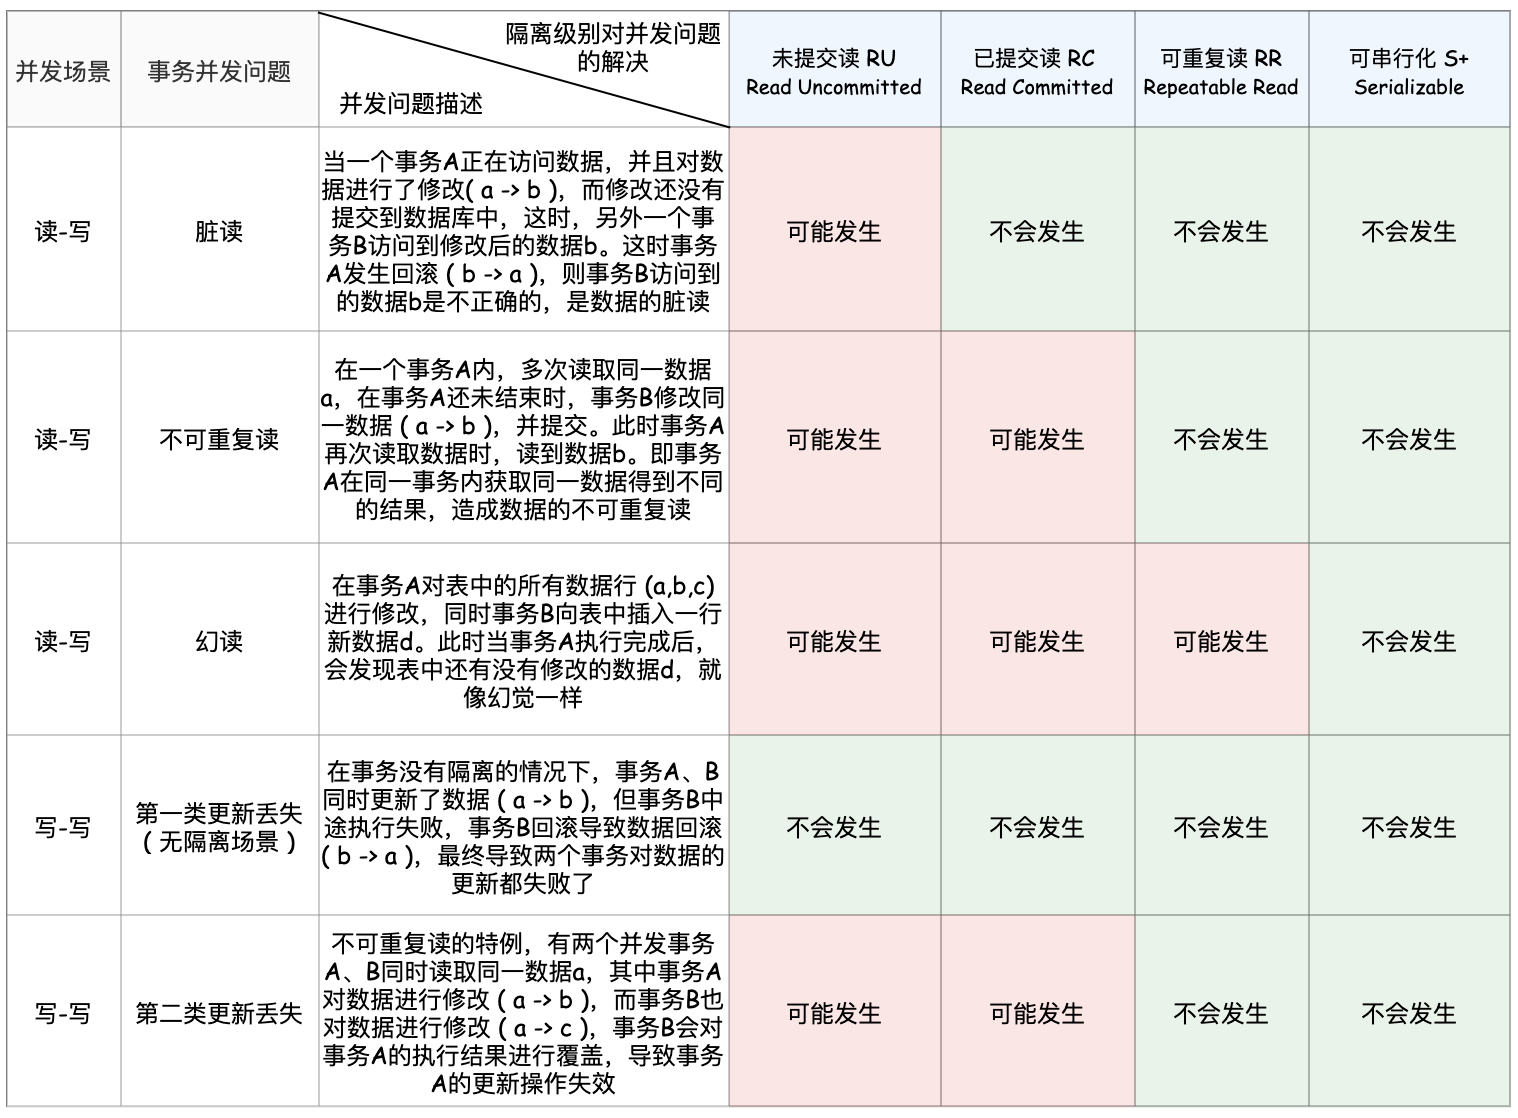 并发场景
事务并发问题
隔离级别对并发问题
的解决
并发问题描述
未提交读 RU
Read Uncommitted
已提交读 RC
Read Committed
可重复读 RR
Repeatable Read
可串行化 S+
Serializable
读-写
脏读
当一个事务A正在访问数据，并且对数
据进行了修改( a -> b )，而修改还没有
提交到数据库中，这时，另外一个事
务B访问到修改后的数据b。这时事务
A发生回滚 ( b -> a )，则事务B访问到
的数据b是不正确的，是数据的脏读
可能发生
不会发生
不会发生
不会发生
读-写
不可重复读
在一个事务A内，多次读取同一数据
a，在事务A还未结束时，事务B修改同
一数据 ( a -> b )，并提交。此时事务A
再次读取数据时，读到数据b。即事务
A在同一事务内获取同一数据得到不同
的结果，造成数据的不可重复读
可能发生
可能发生
不会发生
不会发生
读-写
幻读
在事务A对表中的所有数据行 (a,b,c)
进行修改，同时事务B向表中插入一行
新数据d。此时当事务A执行完成后，
会发现表中还有没有修改的数据d，就
像幻觉一样
可能发生
可能发生
可能发生
不会发生
写-写
第一类更新丢失
( 无隔离场景 )
在事务没有隔离的情况下，事务A、B
同时更新了数据 ( a -> b )，但事务B中
途执行失败，事务B回滚导致数据回滚
( b -> a )，最终导致两个事务对数据的
更新都失败了
不会发生
不会发生
不会发生
不会发生
写-写
第二类更新丢失
不可重复读的特例，有两个并发事务
A、B同时读取同一数据a，其中事务A
对数据进行修改 ( a -> b )，而事务B也
对数据进行修改 ( a -> c )，事务B会对
事务A的执行结果进行覆盖，导致事务
A的更新操作失效
可能发生
可能发生
不会发生
不会发生